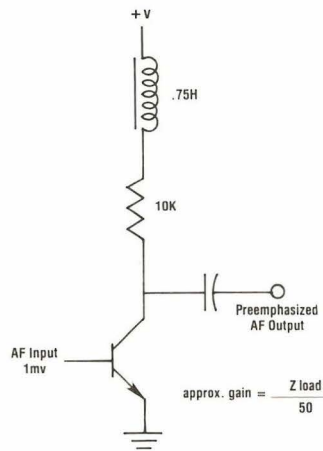 +V
.75H
10K
Preemphasized
AF Output
AF Input
1mv
approx. gain = Z load
50